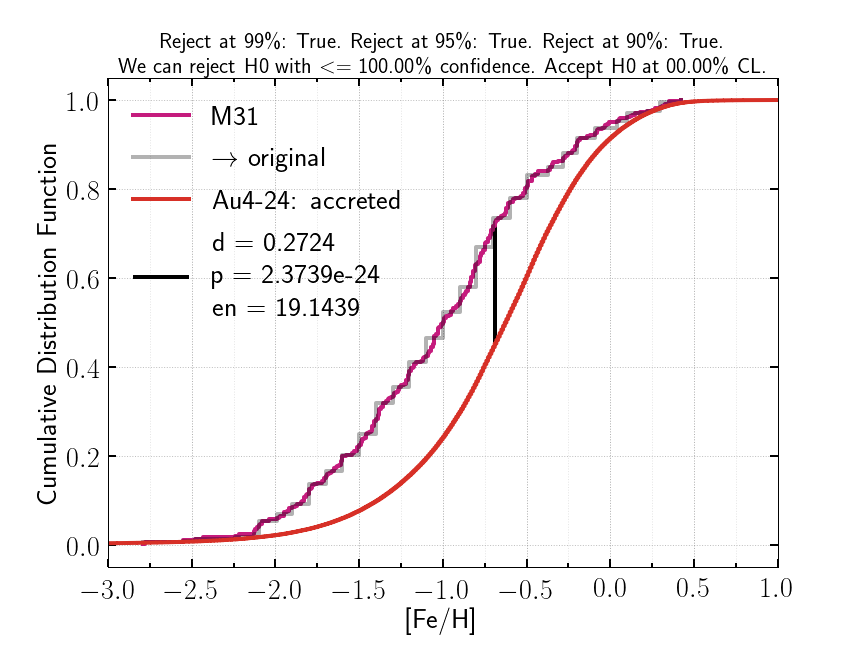 Reject at 99%: True. Reject at 95%: True. Reject at 90%: True.
We can reject H0 with <= 100.00% confidence. Accept H0 at 00.00% CL.
M31
→ original
Au4-24: accreted
d = 0.2724
p = 2.3739e-24
en = 19.1439
Cumulative Distribution Function
1.0
0.8
0.6
0.4
0.2
0.0
−3.0 −2.5 −2.0 −1.5 −1.0 −0.5 0.0 0.5 1.0
[Fe/H]